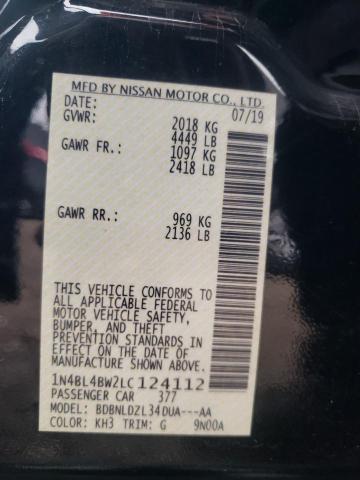 MFD BY NISSAN MOTOR CO., LTD.
DATE: 07/19
GVWR: 2018 KG
4449 LB
GAWR FR.: 1097 KG
2418 LB
GAWR RR.: 969 KG
2136 LB
THIS VEHICLE CONFORMS TO
ALL APPLICABLE FEDERAL
MOTOR VEHICLE SAFETY,
BUMPER, AND THEFT
PREVENTION STANDARDS IN
EFFECT ON THE DATE OF
MANUFACTURE SHOWN ABOVE.
1N4BL4BW2LC124112
PASSENGER CAR 377
MODEL: BDBNLDZL34DUA---AA
COLOR: KH3 TRIM: G 9N00A